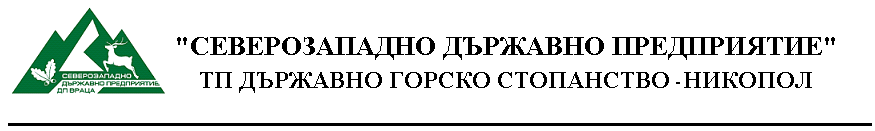 "СЕВЕРОЗАПАДНО ДЪРЖАВНО ПРЕДПРИЯТИЕ"
ТП ДЪРЖАВНО ГОРСКО СТОПАНСТВО -НИКОПОЛ
СЕВЕРОЗАПАДНО
ДЪРЖАВНО ПРЕДПРИЯТИЕ
ДП ВРАЦА